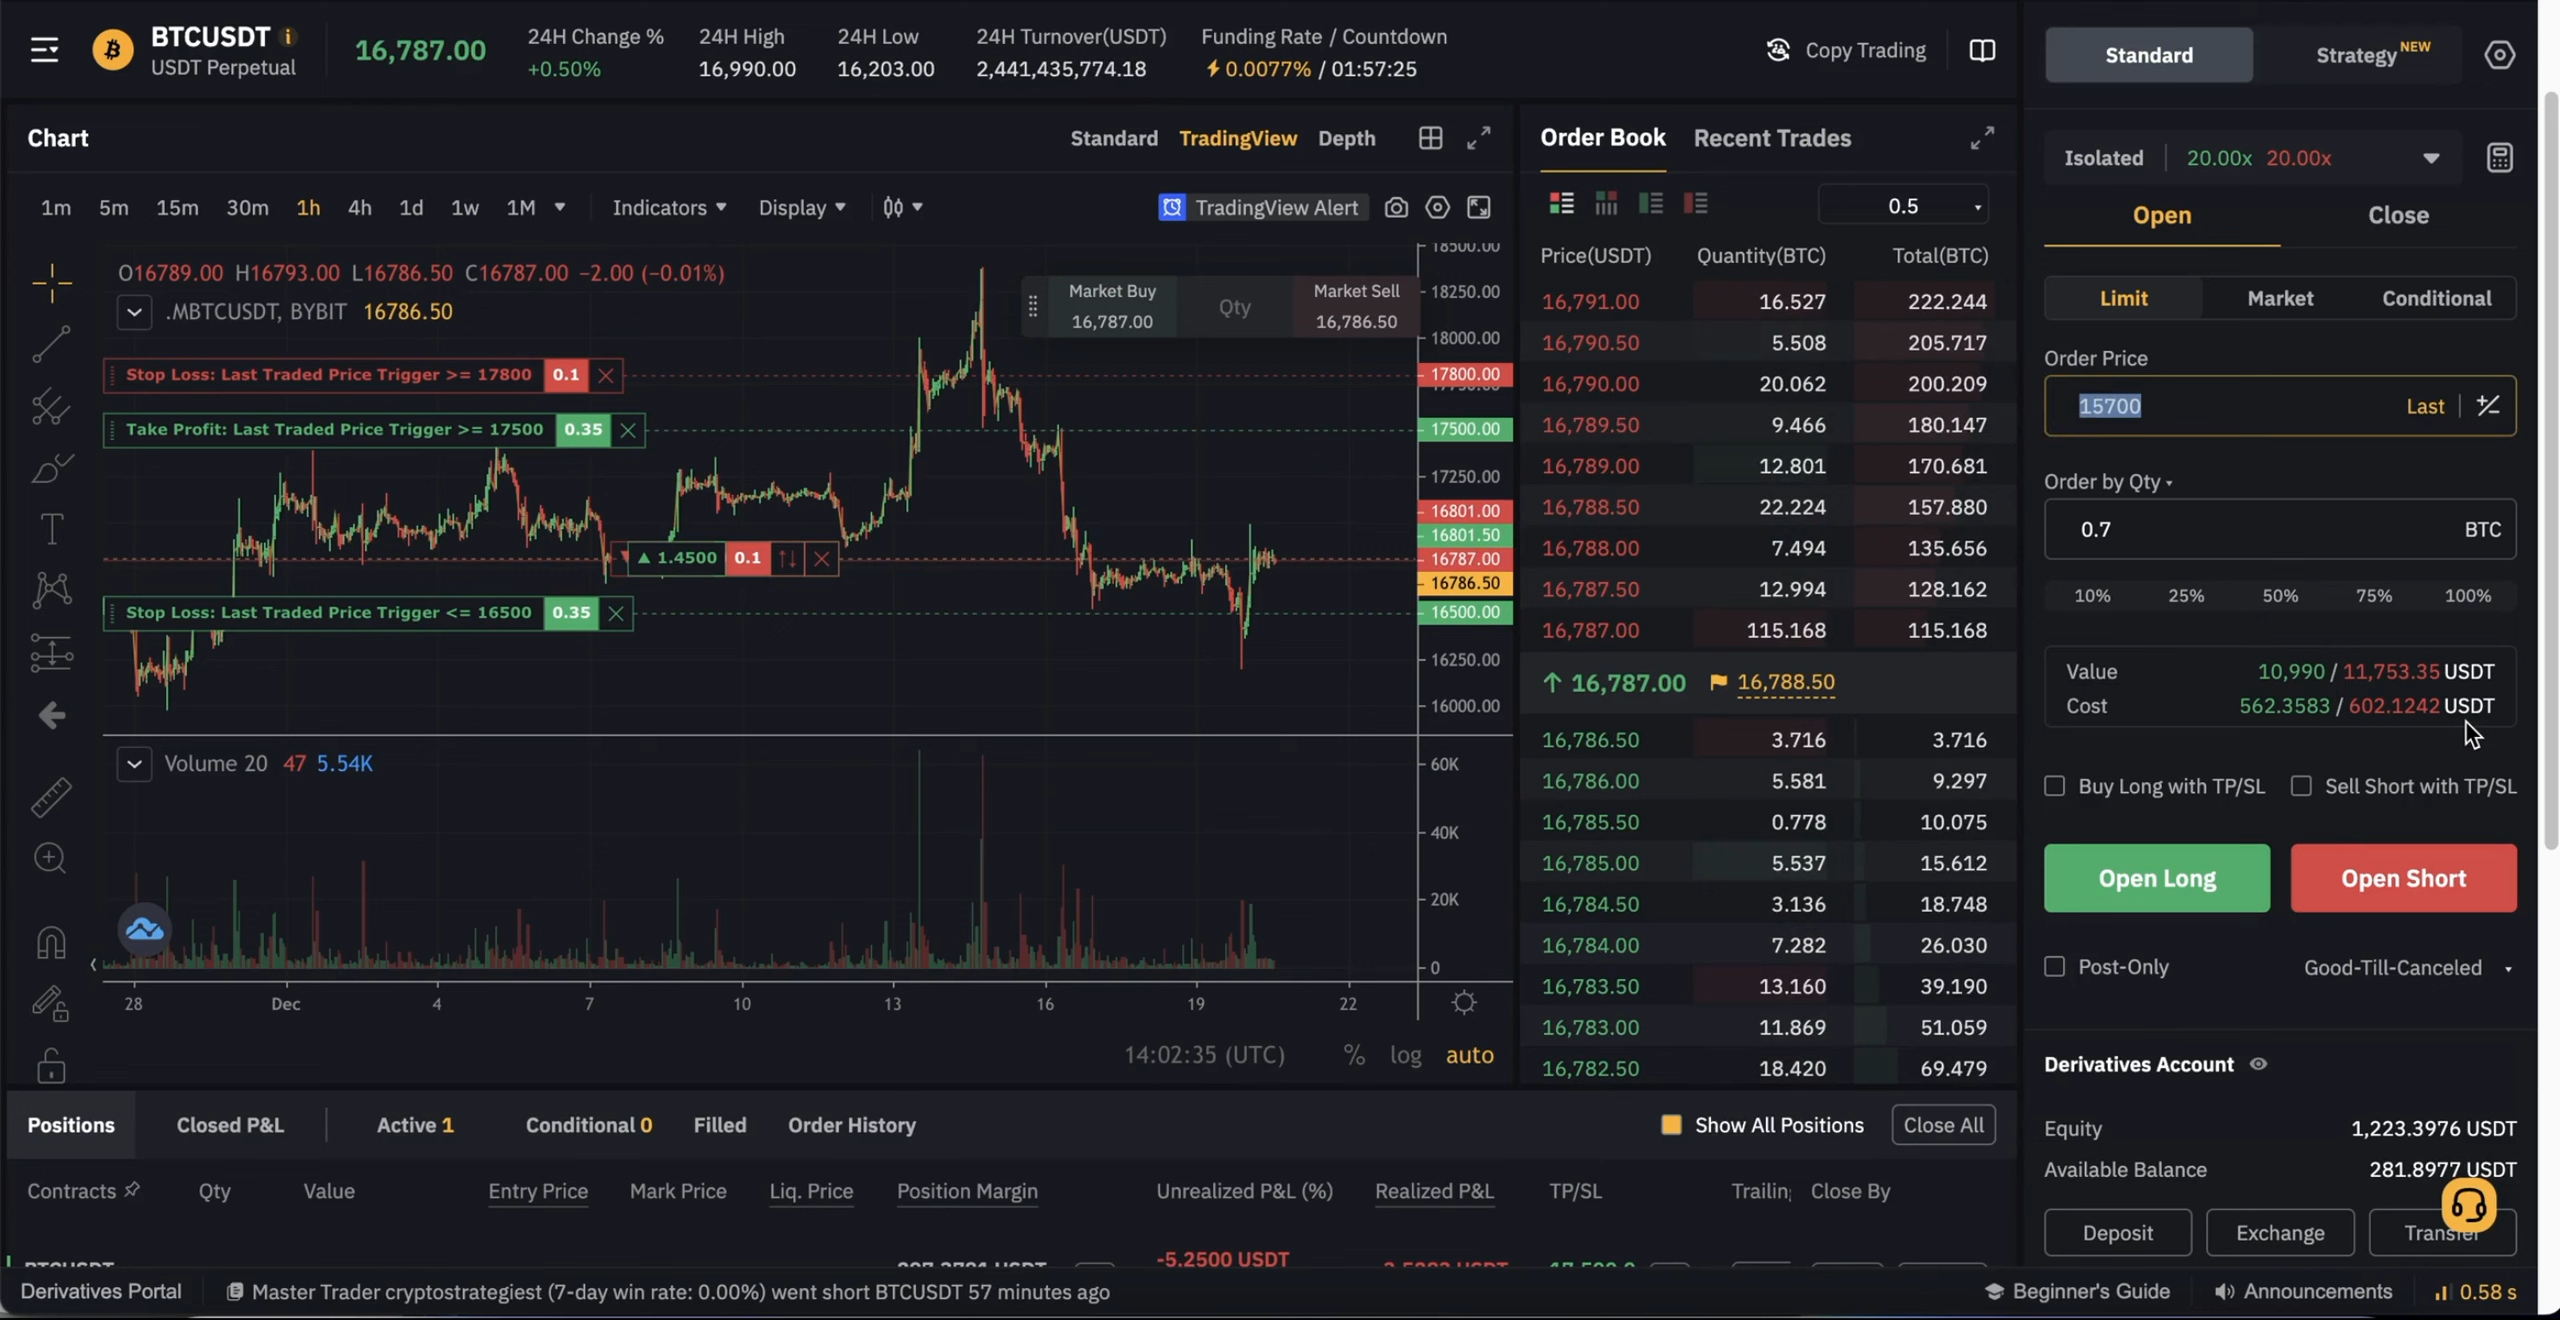 BTCUSDT
USDT Perpetual
16,787.00
24H Change %
+0.50%
24H High
16,990.00
24H Low
16,203.00
24H Turnover(USDT)
2,441,435,774.18
Funding Rate / Countdown
0.0077% / 01:57:25
Copy Trading
Standard
Strategy NEW
Chart
Standard TradingView Depth
1m 5m 15m 30m 1h 4h 1d 1w 1M Indicators Display
TradingView Alert
O16789.00 H16793.00 L16786.50 C16787.00 −2.00 (−0.01%)
.MBTCUSDT, BYBIT 16786.50
Market Buy
16,787.00
Qty
Market Sell
16,786.50
Stop Loss: Last Traded Price Trigger >= 17800 0.1
Take Profit: Last Traded Price Trigger >= 17500 0.35
1.4500 0.1
Stop Loss: Last Traded Price Trigger <= 16500 0.35
18500.00
18250.00
18000.00
17800.00
17500.00
17250.00
16801.00
16801.50
16787.00
16786.50
16500.00
16250.00
16000.00
Volume 20 47 5.54K
60K
40K
20K
0
28 Dec 4 7 10 13 16 19 22
14:02:35 (UTC) % log auto
Order Book Recent Trades
0.5
Price(USDT) Quantity(BTC) Total(BTC)
16,791.00 16.527 222.244
16,790.50 5.508 205.717
16,790.00 20.062 200.209
16,789.50 9.466 180.147
16,789.00 12.801 170.681
16,788.50 22.224 157.880
16,788.00 7.494 135.656
16,787.50 12.994 128.162
16,787.00 115.168 115.168
16,787.00 16,788.50
16,786.50 3.716 3.716
16,786.00 5.581 9.297
16,785.50 0.778 10.075
16,785.00 5.537 15.612
16,784.50 3.136 18.748
16,784.00 7.282 26.030
16,783.50 13.160 39.190
16,783.00 11.869 51.059
16,782.50 18.420 69.479
Isolated 20.00x 20.00x
Open Close
Limit Market Conditional
Order Price
15700 Last
Order by Qty
0.7 BTC
10% 25% 50% 75% 100%
Value 10,990 / 11,753.35 USDT
Cost 562.3583 / 602.1242 USDT
Buy Long with TP/SL Sell Short with TP/SL
Open Long Open Short
Post-Only Good-Till-Canceled
Derivatives Account
Equity 1,223.3976 USDT
Available Balance 281.8977 USDT
Deposit Exchange Transfer
Positions Closed P&L Active 1 Conditional 0 Filled Order History
Show All Positions Close All
Contracts Qty Value Entry Price Mark Price Liq. Price Position Margin Unrealized P&L (%) Realized P&L TP/SL Trailin Close By
BTCUSDT -5.2500 USDT
Derivatives Portal
Master Trader cryptostrategiest (7-day win rate: 0.00%) went short BTCUSDT 57 minutes ago
Beginner's Guide Announcements 0.58 s